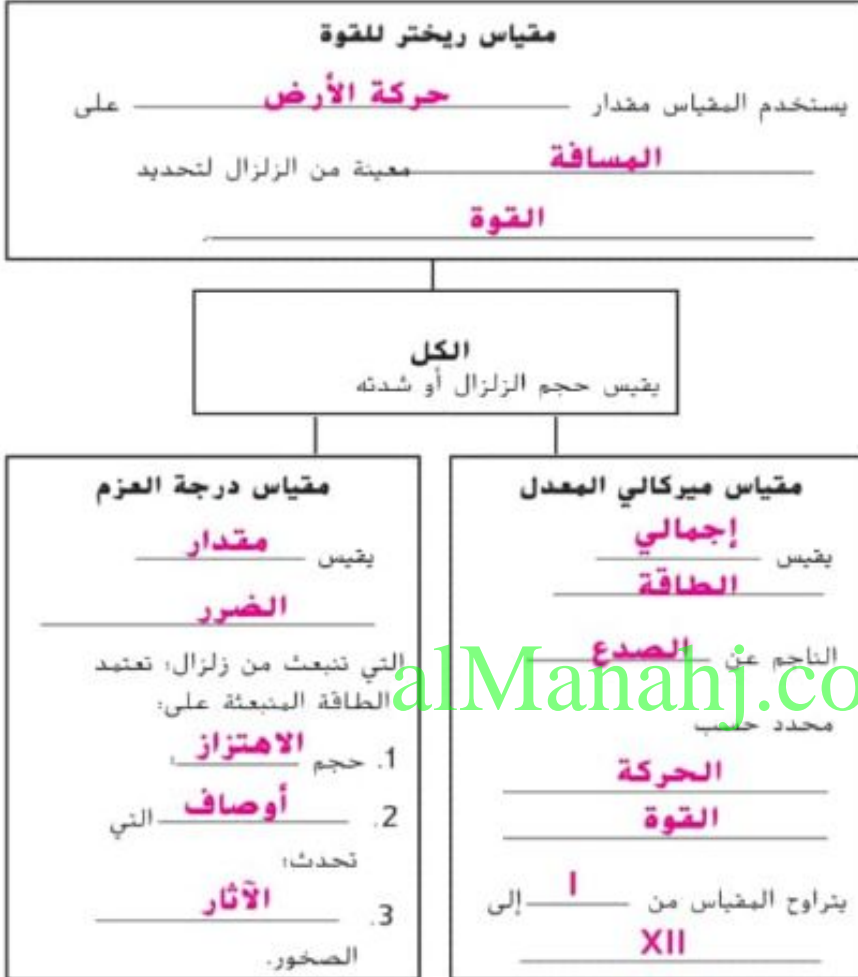 مقياس ريختر للقوة
يستخدم المقياس مقدار حركة الأرض على
المسافة معينة من الزلزال لتحديد
القوة .
الكل
يقيس حجم الزلزال أو شدته
مقياس ميركالي المعدل
يقيس إجمالي
الطاقة
الناجم عن الصدع
محدد حسب
الحركة
القوة
يتراوح المقياس من I إلى
XII
مقياس درجة العزم
يقيس مقدار
الضرر
التي تنبعث من زلزال؛ تعتمد
الطاقة المنبعثة على:
1. حجم الاهتزاز؛
2. أوصاف التي
تحدث؛
3. الآثار
الصخور.
alManahj.co